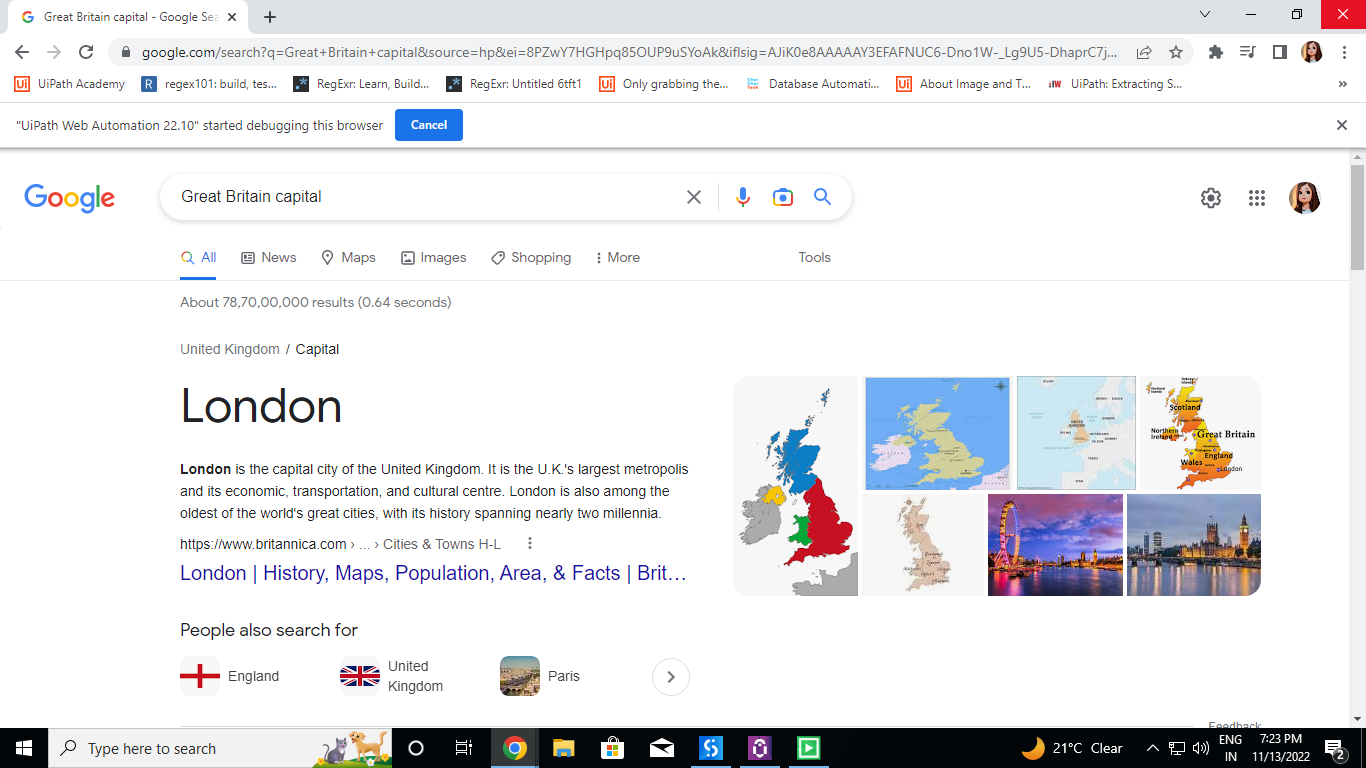 Great Britain capital - Google Sea
google.com/search?q=Great+Britain+capital&source=hp&ei=8PZwY7HGHpq85OUP9uSYoAk&iflsig=AJiK0e8AAAAAY3EFAFNUC6-Dno1W-_Lg9U5-DhaprC7j...
UiPath Academy
regex101: build, tes...
RegExr: Learn, Build...
RegExr: Untitled 6tft1
Only grabbing the...
Database Automati...
About Image and T...
UiPath: Extracting S...
"UiPath Web Automation 22.10" started debugging this browser
Cancel
Google
Great Britain capital
All
News
Maps
Images
Shopping
More
Tools
About 78,70,00,000 results (0.64 seconds)
United Kingdom / Capital
London
London is the capital city of the United Kingdom. It is the U.K.'s largest metropolis
and its economic, transportation, and cultural centre. London is also among the
oldest of the world's great cities, with its history spanning nearly two millennia.
https://www.britannica.com › ... › Cities & Towns H-L
London | History, Maps, Population, Area, & Facts | Brit...
Scotland
Northern
Ireland
Great Britain
England
Wales
London
People also search for
England
United
Kingdom
Paris
Feedback
Type here to search
21°C Clear
ENG
IN
7:23 PM
11/13/2022
2